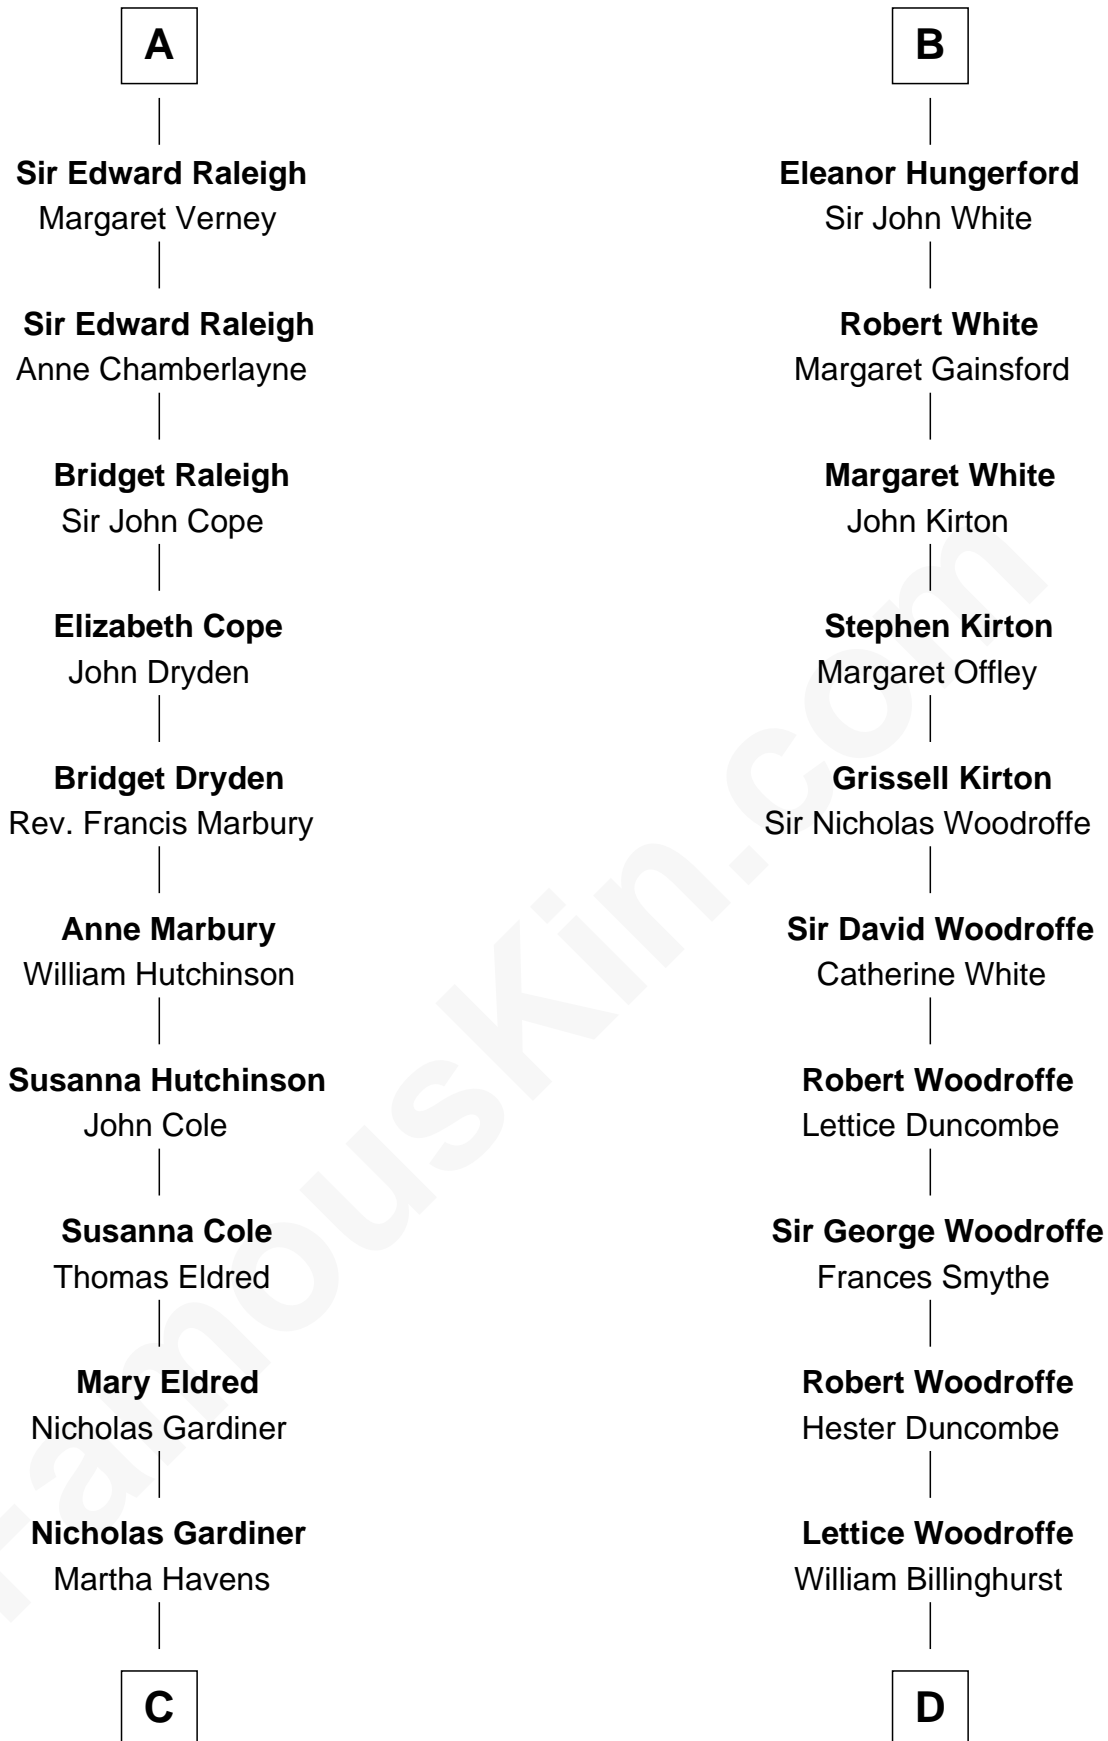 A
Sir Edward Raleigh
Margaret Verney
Sir Edward Raleigh
Anne Chamberlayne
Bridget Raleigh
Sir John Cope
Elizabeth Cope
John Dryden
Bridget Dryden
Rev. Francis Marbury
Anne Marbury
William Hutchinson
Susanna Hutchinson
John Cole
Susanna Cole
Thomas Eldred
Mary Eldred
Nicholas Gardiner
Nicholas Gardiner
Martha Havens
C
B
Eleanor Hungerford
Sir John White
Robert White
Margaret Gainsford
Margaret White
John Kirton
Stephen Kirton
Margaret Offley
Grissell Kirton
Sir Nicholas Woodroffe
Sir David Woodroffe
Catherine White
Robert Woodroffe
Lettice Duncombe
Sir George Woodroffe
Frances Smythe
Robert Woodroffe
Hester Duncombe
Lettice Woodroffe
William Billinghurst
D
FamousKin.com